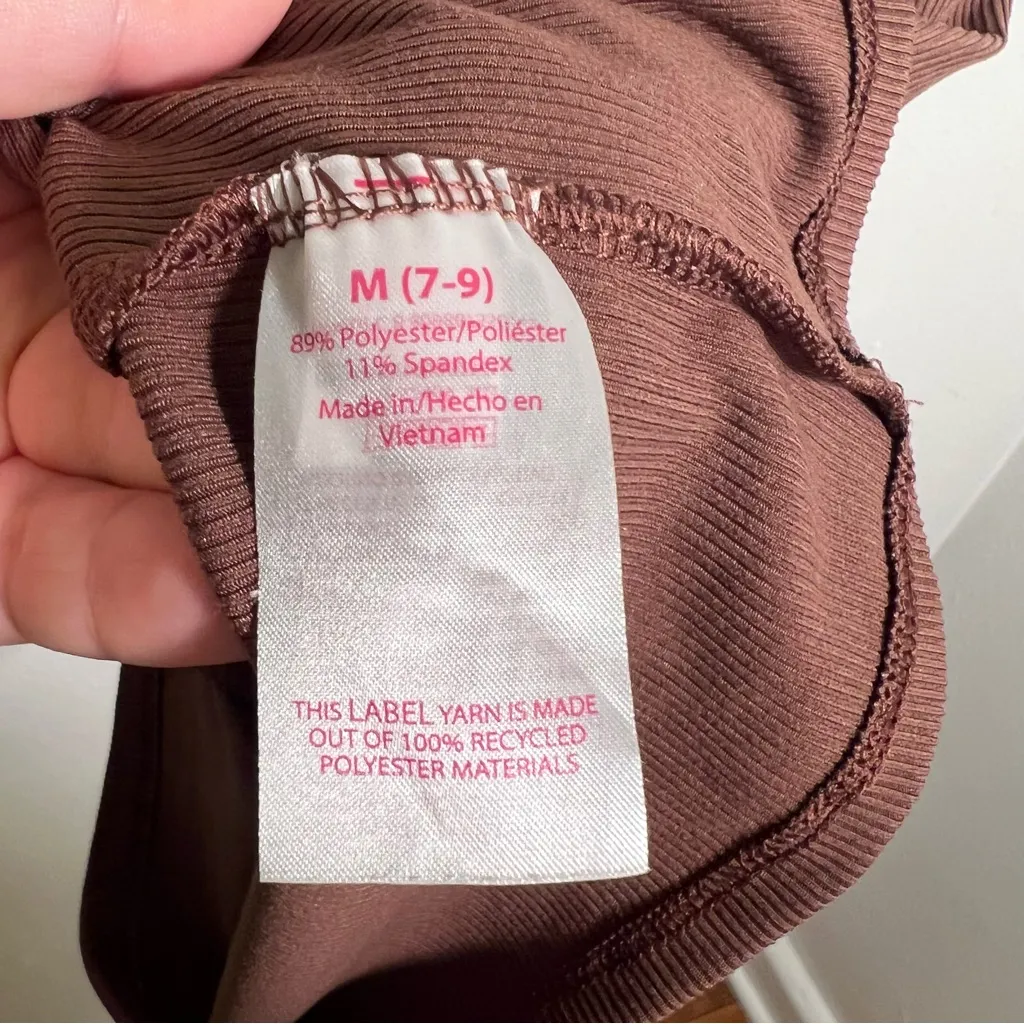 M (7-9)
89% Polyester/Poliéster
11% Spandex
Made in/Hecho en
Vietnam
THIS LABEL YARN IS MADE
OUT OF 100% RECYCLED
POLYESTER MATERIALS